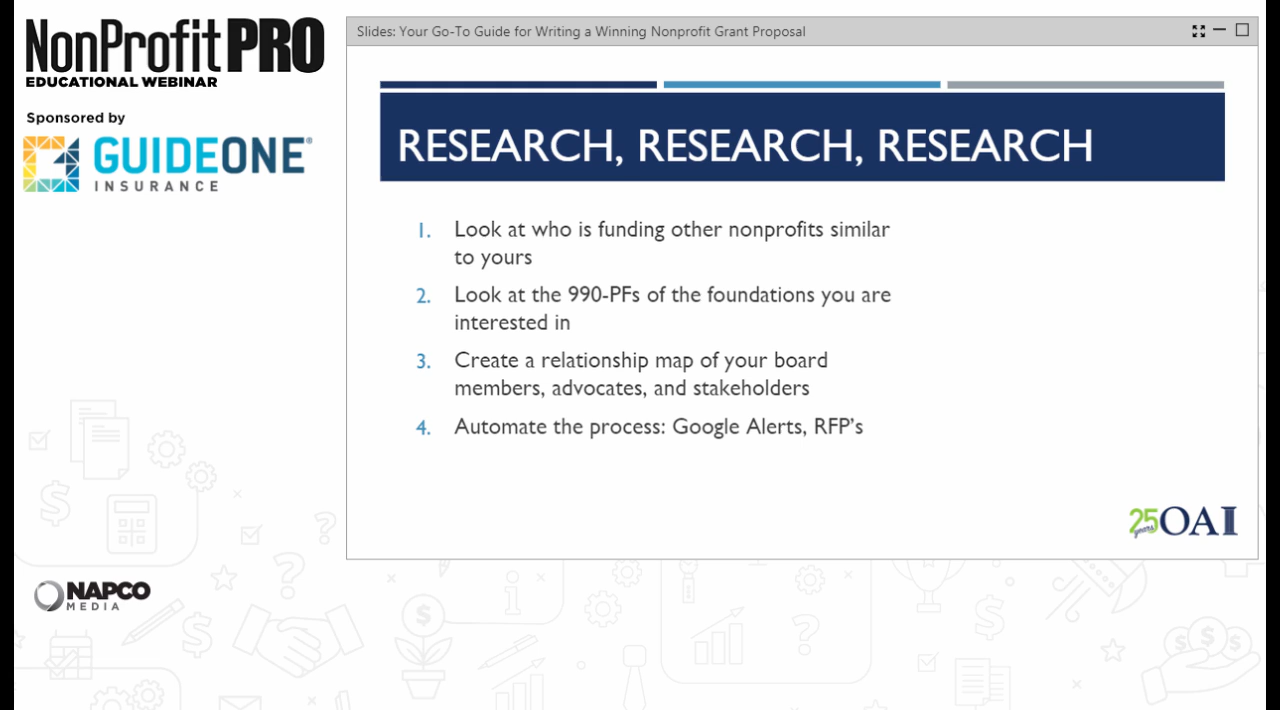 NonProfit PRO
EDUCATIONAL WEBINAR
Sponsored by
GUIDEONE®
INSURANCE
NAPCO
MEDIA
Slides: Your Go-To Guide for Writing a Winning Nonprofit Grant Proposal
RESEARCH, RESEARCH, RESEARCH
1. Look at who is funding other nonprofits similar
to yours
2. Look at the 990-PFs of the foundations you are
interested in
3. Create a relationship map of your board
members, advocates, and stakeholders
4. Automate the process: Google Alerts, RFP's
25 years OAI